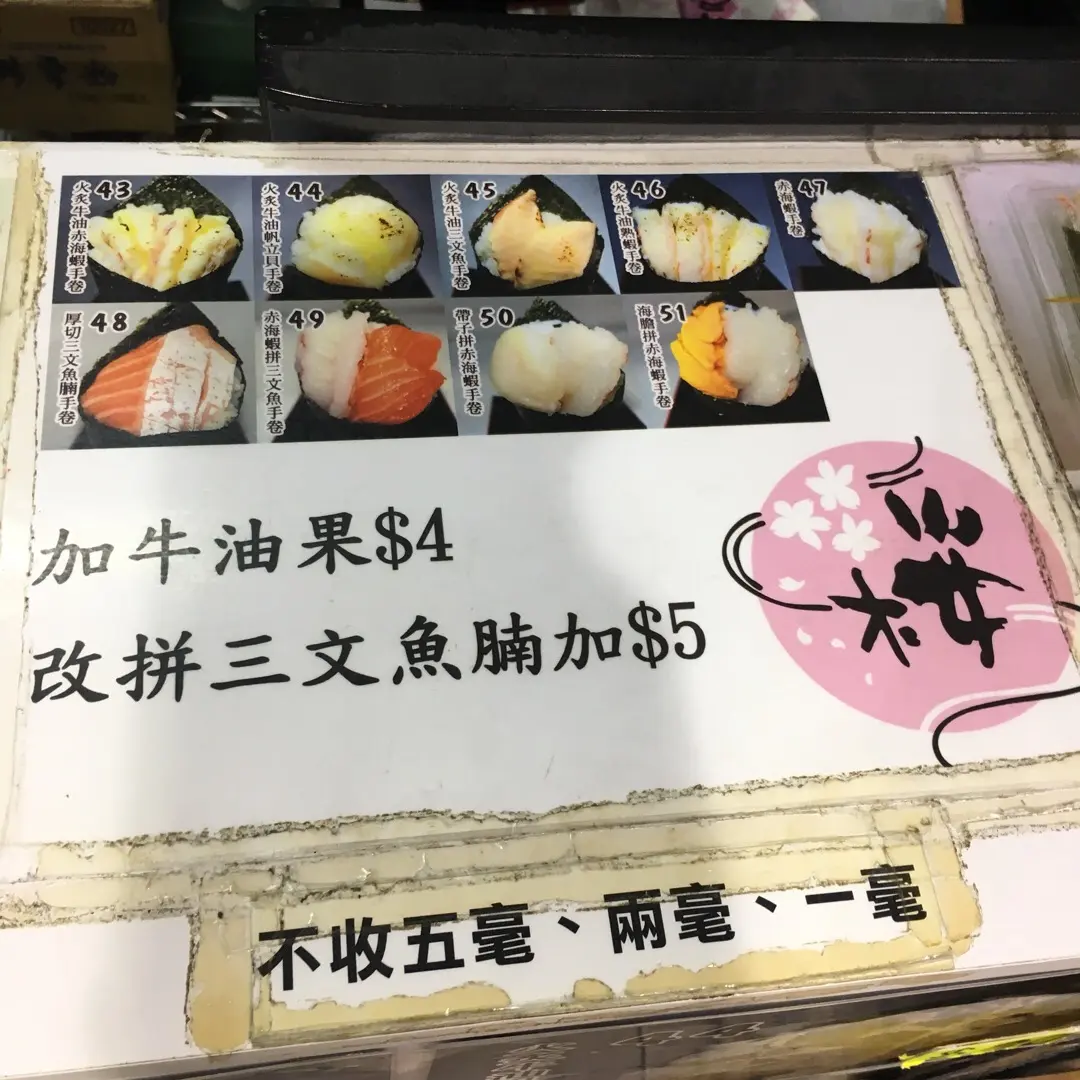 43 火炙牛油赤海蝦手卷
44 火炙牛油帆立貝手卷
45 火炙牛油三文魚手卷
46 火炙牛油熟蝦手卷
47 赤海蝦手卷
48 厚切三文魚腩手卷
49 赤海蝦拼三文魚手卷
50 帶子拼赤海蝦手卷
51 海膽拼赤海蝦手卷
加牛油果$4
改拼三文魚腩加$5
不收五毫、兩毫、一毫